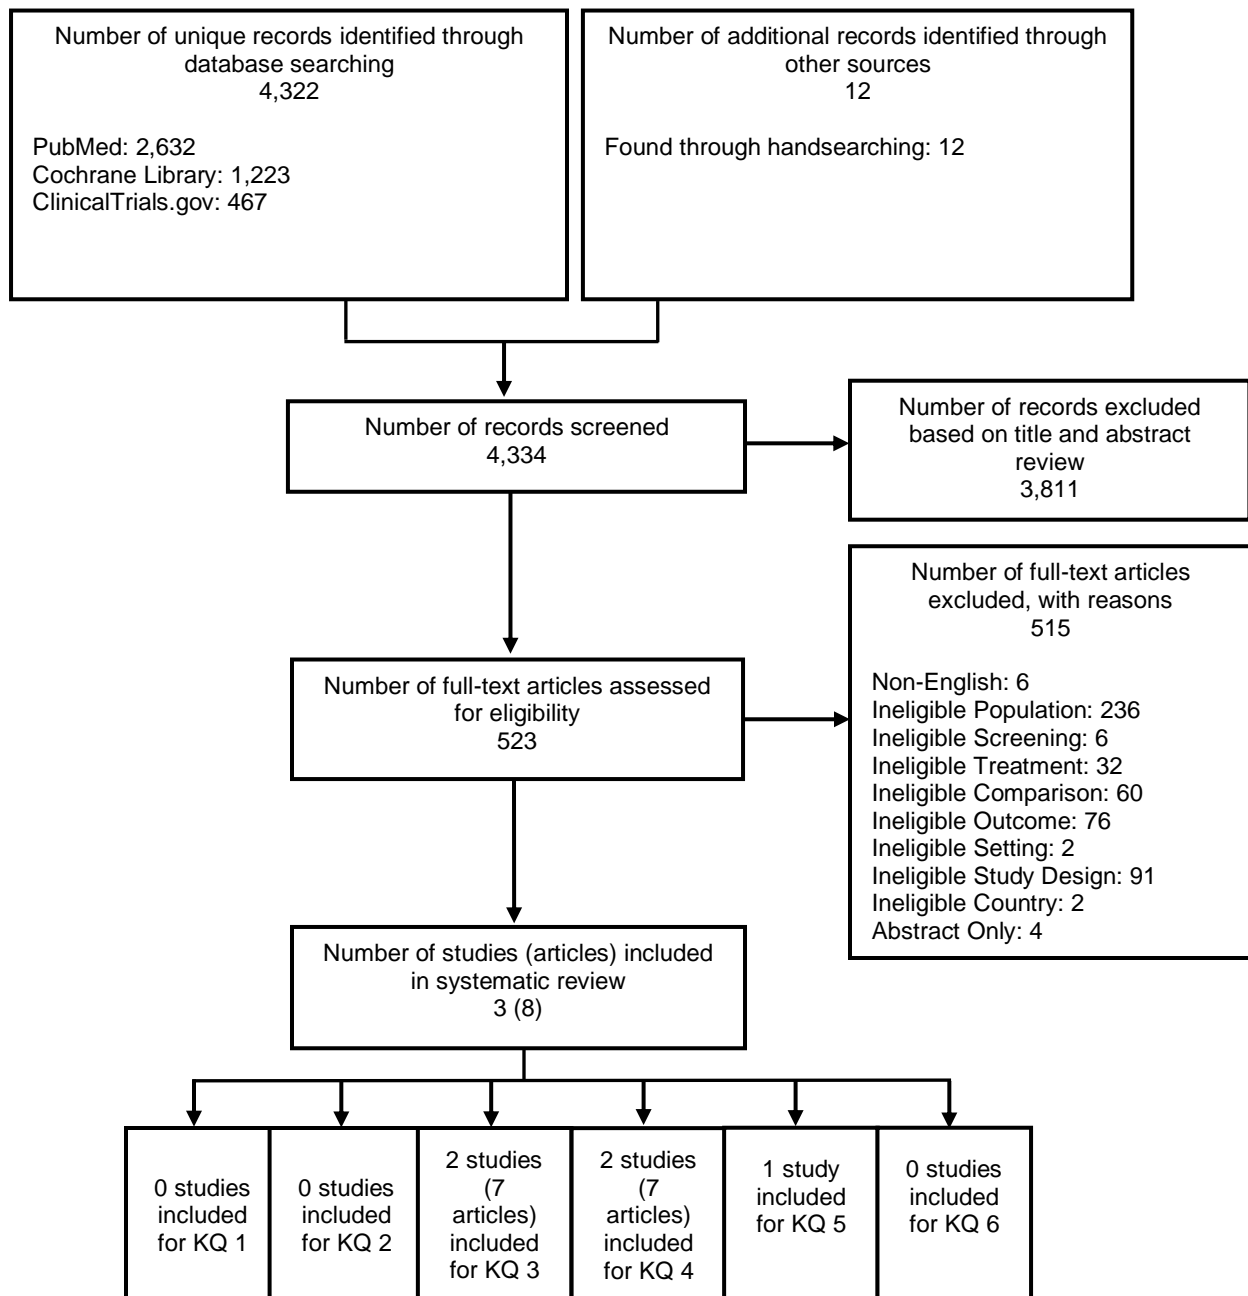 Number of unique records identified through
database searching
4,322
PubMed: 2,632
Cochrane Library: 1,223
ClinicalTrials.gov: 467
Number of additional records identified through
other sources
12
Found through handsearching: 12
Number of records screened
4,334
Number of records excluded
based on title and abstract
review
3,811
Number of full-text articles assessed
for eligibility
523
Number of full-text articles
excluded, with reasons
515
Non-English: 6
Ineligible Population: 236
Ineligible Screening: 6
Ineligible Treatment: 32
Ineligible Comparison: 60
Ineligible Outcome: 76
Ineligible Setting: 2
Ineligible Study Design: 91
Ineligible Country: 2
Abstract Only: 4
Number of studies (articles) included
in systematic review
3 (8)
0 studies
included
for KQ 1
0 studies
included
for KQ 2
2 studies
(7
articles)
included
for KQ 3
2 studies
(7
articles)
included
for KQ 4
1 study
included
for KQ 5
0 studies
included
for KQ 6